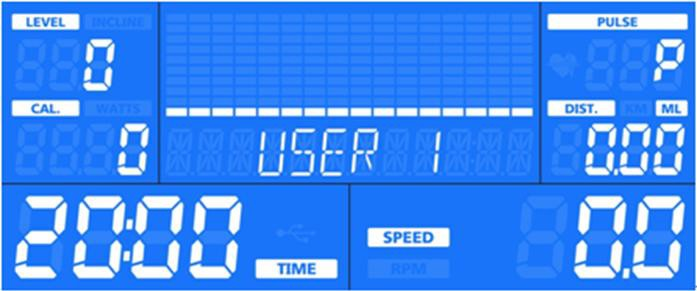 LEVEL INCLINE
0
CAL. WATTS
0
USER 1
PULSE
P
DIST. KM ML
0.00
20:00
TIME
SPEED
RPM
0.0